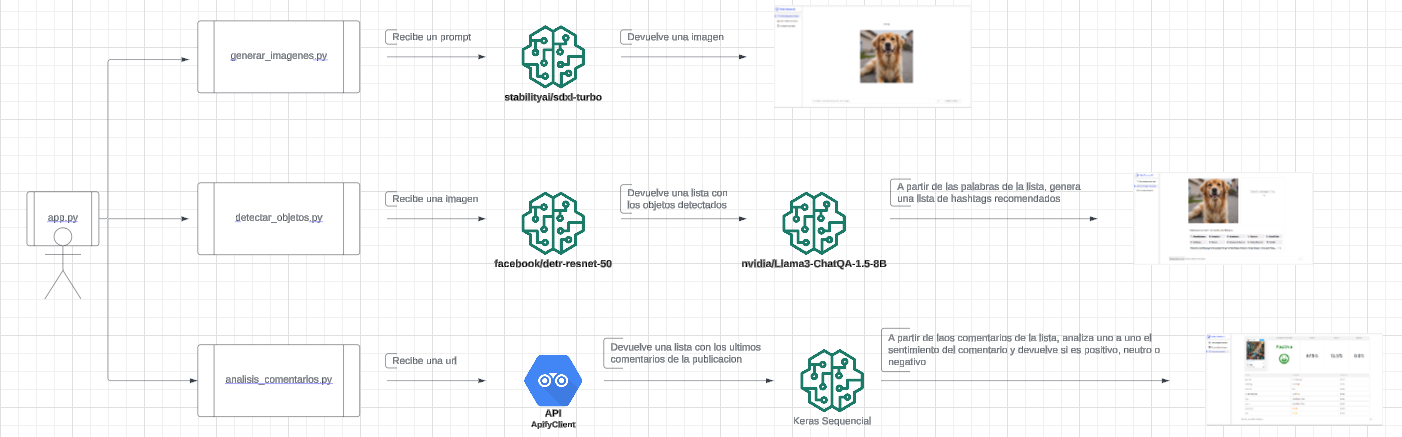 generar_imagenes.py
Recibe un prompt
stabilityai/sdxl-turbo
Devuelve una imagen
app.py
detectar_objetos.py
Recibe una imagen
facebook/detr-resnet-50
Devuelve una lista con
los objetos detectados
nvidia/Llama3-ChatQA-1.5-8B
A partir de las palabras de la lista, genera
una lista de hashtags recomendados
analisis_comentarios.py
Recibe una url
API
ApifyClient
Devuelve una lista con los ultimos
comentarios de la publicacion
Keras Sequencial
A partir de laos comentarios de la lista, analiza uno a uno el
sentimiento del comentario y devuelve si es positivo, neutro o
negativo